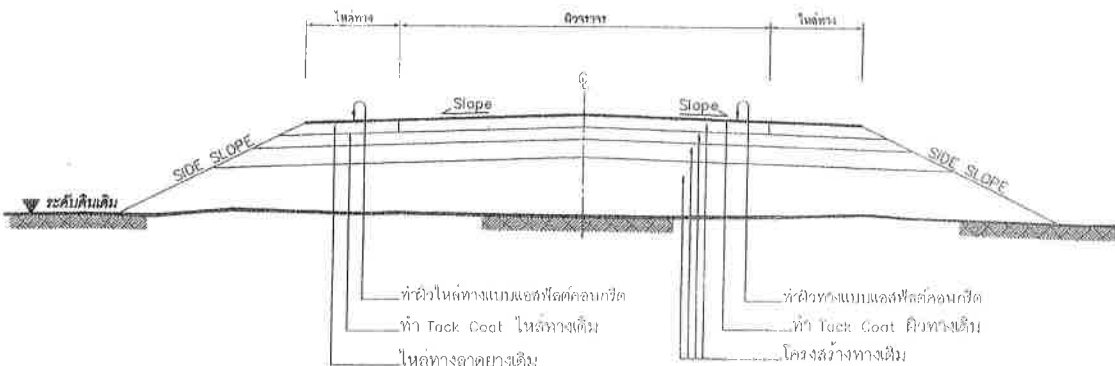 ไหล่ทาง ผิวจราจร ไหล่ทาง
℄
Slope Slope
SIDE SLOPE SIDE SLOPE
ระดับดินเดิม
ทำผิวไหล่ทางแบบแอสฟัลต์คอนกรีต ทำผิวทางแบบแอสฟัลต์คอนกรีต
ทำ Tack Coat ไหล่ทางเดิม ทำ Tack Coat ผิวทางเดิม
ไหล่ทางลาดยางเดิม โครงสร้างทางเดิม